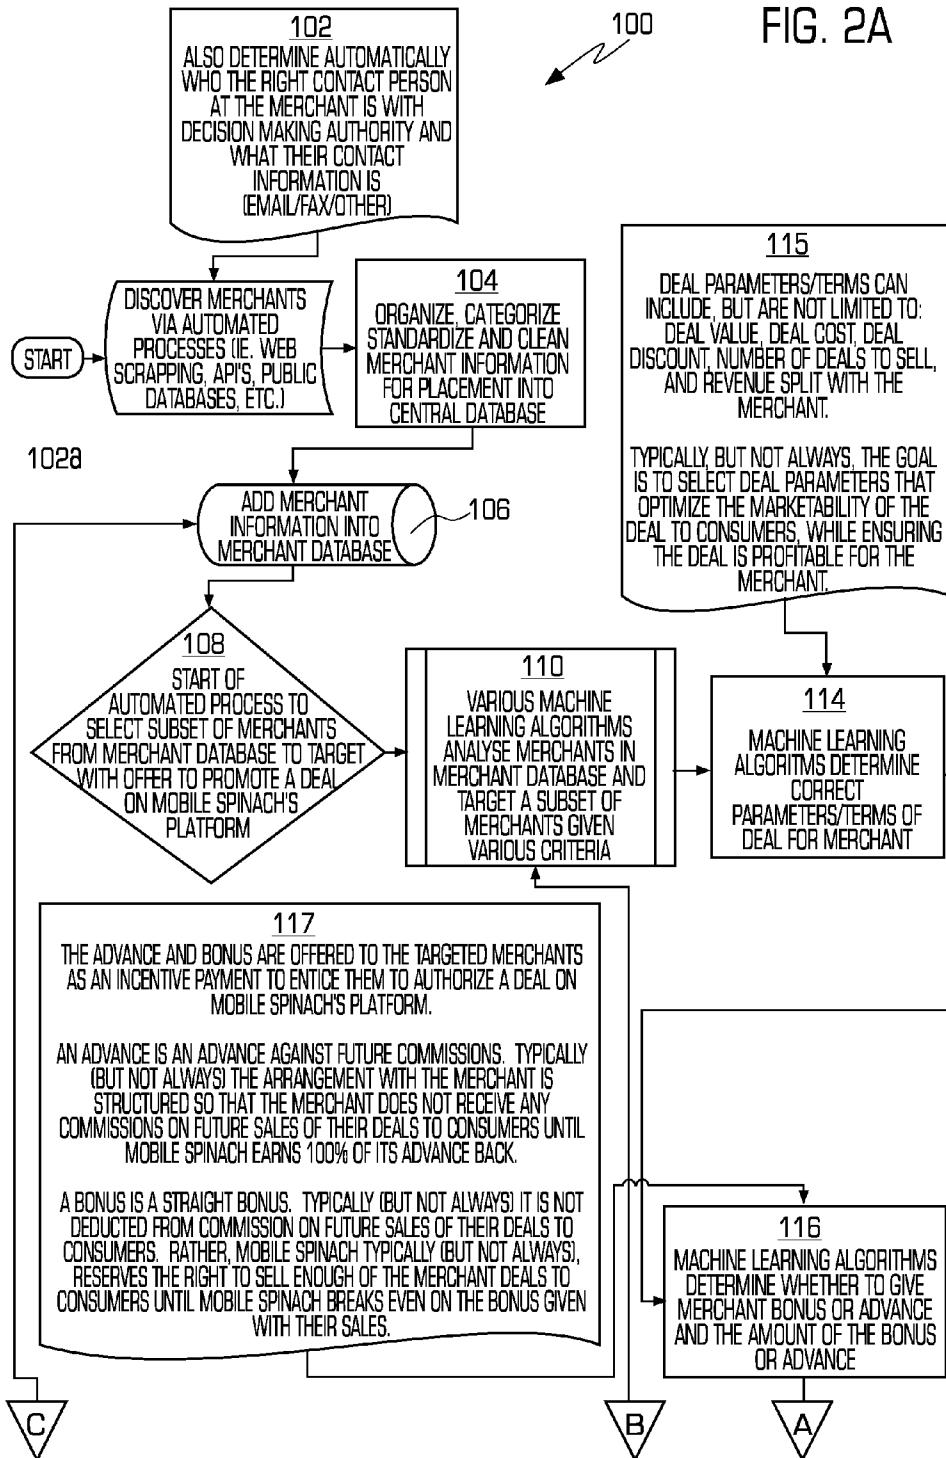 FIG. 2A
100
102
ALSO DETERMINE AUTOMATICALLY
WHO THE RIGHT CONTACT PERSON
AT THE MERCHANT IS WITH
DECISION MAKING AUTHORITY AND
WHAT THEIR CONTACT
INFORMATION IS
(EMAIL/FAX/OTHER)
START
DISCOVER MERCHANTS
VIA AUTOMATED
PROCESSES (IE. WEB
SCRAPPING, API'S, PUBLIC
DATABASES, ETC.)
102a
104
ORGANIZE, CATEGORIZE
STANDARDIZE AND CLEAN
MERCHANT INFORMATION
FOR PLACEMENT INTO
CENTRAL DATABASE
ADD MERCHANT
INFORMATION INTO
MERCHANT DATABASE
106
115
DEAL PARAMETERS/TERMS CAN
INCLUDE, BUT ARE NOT LIMITED TO:
DEAL VALUE, DEAL COST, DEAL
DISCOUNT, NUMBER OF DEALS TO SELL,
AND REVENUE SPLIT WITH THE
MERCHANT.
TYPICALLY, BUT NOT ALWAYS, THE GOAL
IS TO SELECT DEAL PARAMETERS THAT
OPTIMIZE THE MARKETABILITY OF THE
DEAL TO CONSUMERS, WHILE ENSURING
THE DEAL IS PROFITABLE FOR THE
MERCHANT.
108
START OF
AUTOMATED PROCESS TO
SELECT SUBSET OF MERCHANTS
FROM MERCHANT DATABASE TO TARGET
WITH OFFER TO PROMOTE A DEAL
ON MOBILE SPINACH'S
PLATFORM
110
VARIOUS MACHINE
LEARNING ALGORITHMS
ANALYSE MERCHANTS IN
MERCHANT DATABASE AND
TARGET A SUBSET OF
MERCHANTS GIVEN
VARIOUS CRITERIA
114
MACHINE LEARNING
ALGORITMS DETERMINE
CORRECT
PARAMETERS/TERMS OF
DEAL FOR MERCHANT
117
THE ADVANCE AND BONUS ARE OFFERED TO THE TARGETED MERCHANTS
AS AN INCENTIVE PAYMENT TO ENTICE THEM TO AUTHORIZE A DEAL ON
MOBILE SPINACH'S PLATFORM.
AN ADVANCE IS AN ADVANCE AGAINST FUTURE COMMISSIONS. TYPICALLY
(BUT NOT ALWAYS) THE ARRANGEMENT WITH THE MERCHANT IS
STRUCTURED SO THAT THE MERCHANT DOES NOT RECEIVE ANY
COMMISSIONS ON FUTURE SALES OF THEIR DEALS TO CONSUMERS UNTIL
MOBILE SPINACH EARNS 100% OF ITS ADVANCE BACK.
A BONUS IS A STRAIGHT BONUS. TYPICALLY (BUT NOT ALWAYS) IT IS NOT
DEDUCTED FROM COMMISSION ON FUTURE SALES OF THEIR DEALS TO
CONSUMERS. RATHER, MOBILE SPINACH TYPICALLY (BUT NOT ALWAYS),
RESERVES THE RIGHT TO SELL ENOUGH OF THE MERCHANT DEALS TO
CONSUMERS UNTIL MOBILE SPINACH BREAKS EVEN ON THE BONUS GIVEN
WITH THEIR SALES.
116
MACHINE LEARNING ALGORITHMS
DETERMINE WHETHER TO GIVE
MERCHANT BONUS OR ADVANCE
AND THE AMOUNT OF THE BONUS
OR ADVANCE
C
B
A